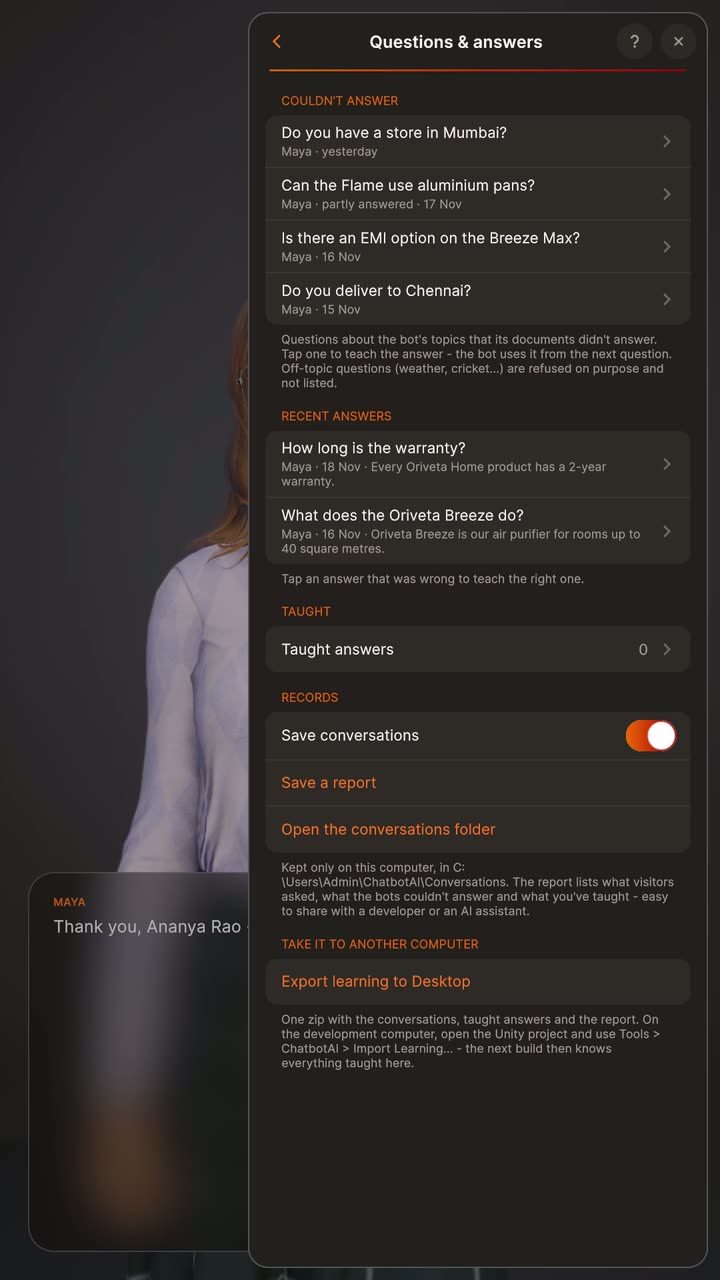 Questions & answers
?
COULDN'T ANSWER
Do you have a store in Mumbai?
Maya · yesterday
Can the Flame use aluminium pans?
Maya · partly answered · 17 Nov
Is there an EMI option on the Breeze Max?
Maya · 16 Nov
Do you deliver to Chennai?
Maya · 15 Nov
Questions about the bot's topics that its documents didn't answer.
Tap one to teach the answer - the bot uses it from the next question.
Off-topic questions (weather, cricket...) are refused on purpose and
not listed.
RECENT ANSWERS
How long is the warranty?
Maya · 18 Nov · Every Oriveta Home product has a 2-year
warranty.
What does the Oriveta Breeze do?
Maya · 16 Nov · Oriveta Breeze is our air purifier for rooms up to
40 square metres.
Tap an answer that was wrong to teach the right one.
TAUGHT
Taught answers 0
RECORDS
Save conversations
Save a report
Open the conversations folder
Kept only on this computer, in C:
\Users\Admin\ChatbotAI\Conversations. The report lists what visitors
asked, what the bots couldn't answer and what you've taught - easy
to share with a developer or an AI assistant.
TAKE IT TO ANOTHER COMPUTER
Export learning to Desktop
One zip with the conversations, taught answers and the report. On
the development computer, open the Unity project and use Tools >
ChatbotAI > Import Learning... - the next build then knows
everything taught here.
MAYA
Thank you, Ananya Rao